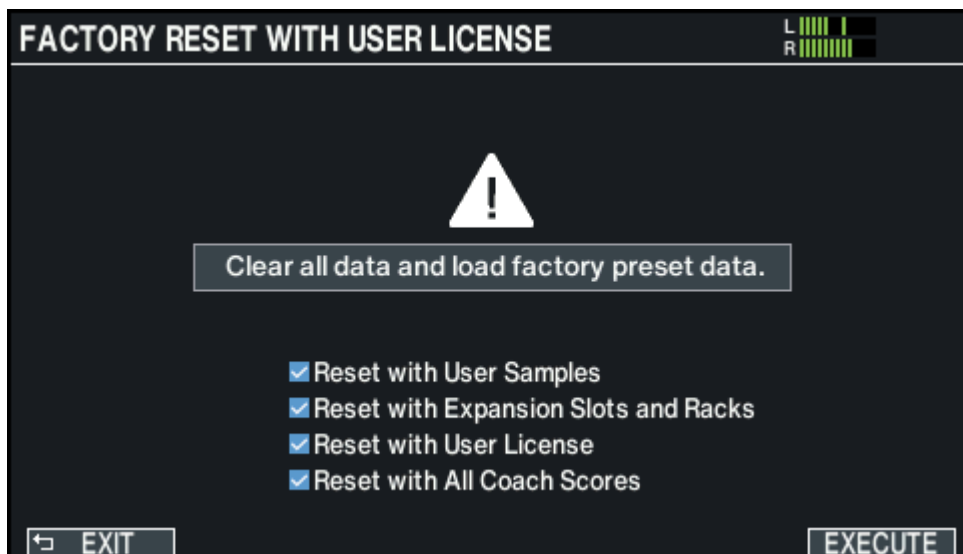 FACTORY RESET WITH USER LICENSE
L
R
!
Clear all data and load factory preset data.
Reset with User Samples
Reset with Expansion Slots and Racks
Reset with User License
Reset with All Coach Scores
EXIT
EXECUTE